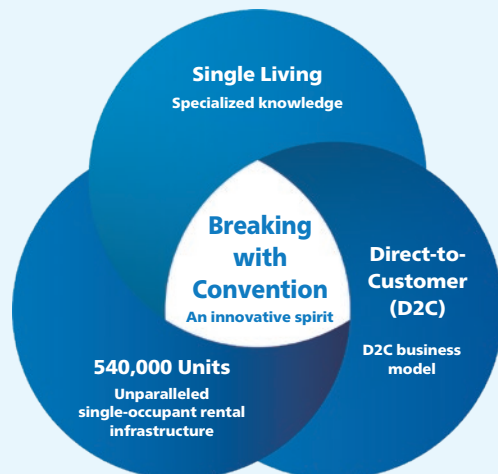 Single Living
Specialized knowledge
Breaking
with
Convention
An innovative spirit
Direct-to-
Customer
(D2C)
D2C business
model
540,000 Units
Unparalleled
single-occupant rental
infrastructure